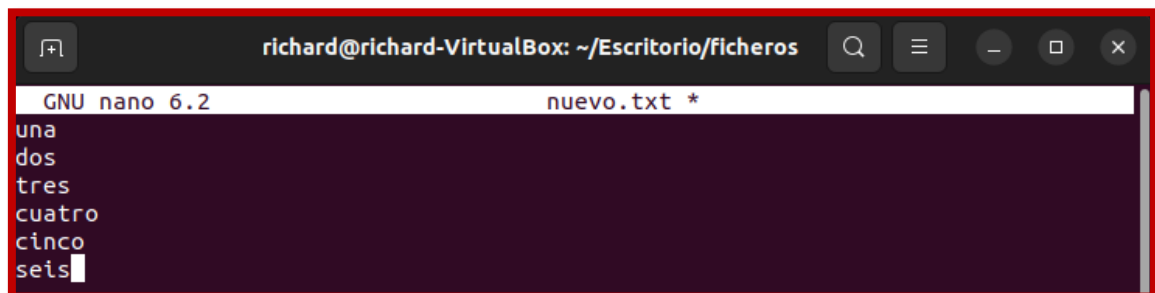 richard@richard-VirtualBox: ~/Escritorio/ficheros
GNU nano 6.2 nuevo.txt *
una
dos
tres
cuatro
cinco
seis